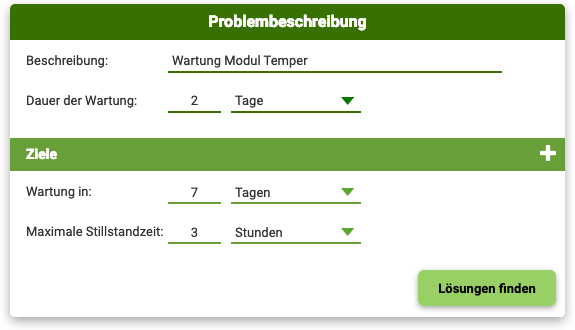 Problembeschreibung
Beschreibung: Wartung Modul Temper
Dauer der Wartung: 2 Tage
Ziele
Wartung in: 7 Tagen
Maximale Stillstandzeit: 3 Stunden
Lösungen finden